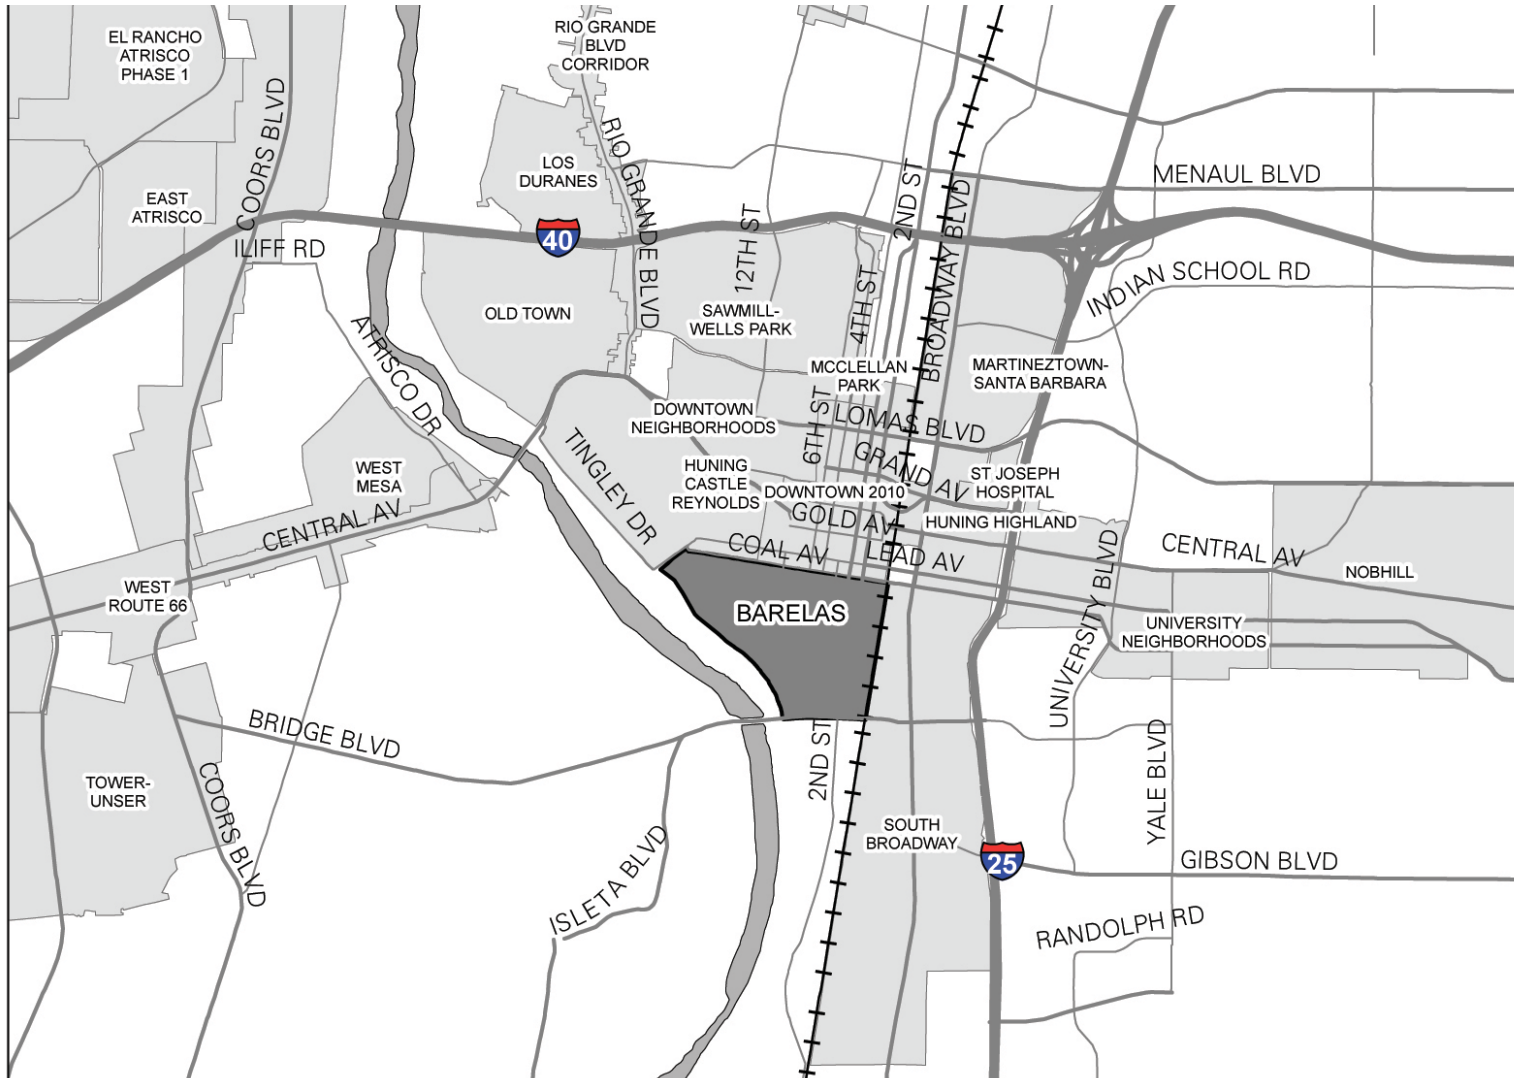 RIO GRANDE
BLVD
CORRIDOR
EL RANCHO
ATRISCO
PHASE 1
COORS BLVD
RIO GRANDE BLVD
LOS
DURANES
2ND ST
MENAUL BLVD
EAST
ATRISCO
BROADWAY BLVD
12TH ST
40
ILIFF RD
INDIAN SCHOOL RD
4TH ST
OLD TOWN
SAWMILL-
WELLS PARK
ATRISCO DR
MCCLELLAN
PARK
MARTINEZTOWN-
SANTA BARBARA
DOWNTOWN
NEIGHBORHOODS
6TH ST
LOMAS BLVD
TINGLEY DR
GRAND AV
WEST
MESA
HUNING
CASTLE
REYNOLDS
ST JOSEPH
HOSPITAL
DOWNTOWN 2010
CENTRAL AV
GOLD AV
HUNING HIGHLAND
COAL AV
LEAD AV
CENTRAL AV
UNIVERSITY BLVD
NOBHILL
WEST
ROUTE 66
BARELAS
UNIVERSITY
NEIGHBORHOODS
BRIDGE BLVD
2ND ST
YALE BLVD
TOWER-
UNSER
COORS BLVD
SOUTH
BROADWAY
25
GIBSON BLVD
ISLETA BLVD
RANDOLPH RD